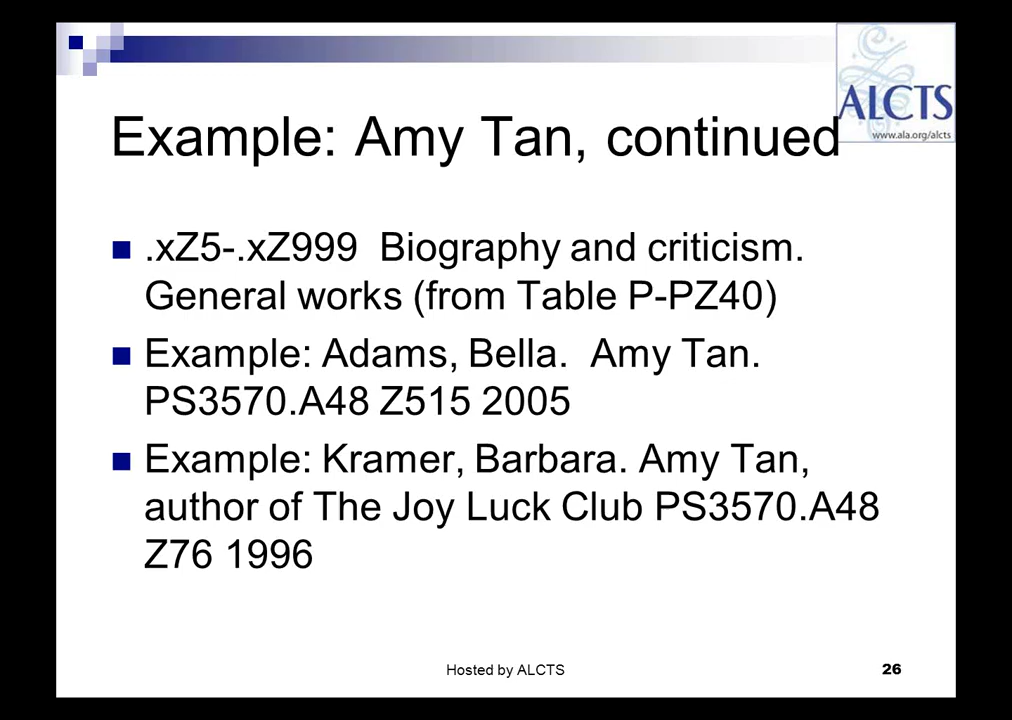 ALCTS
www.ala.org/alcts
Example: Amy Tan, continued
.xZ5-.xZ999  Biography and criticism.
General works (from Table P-PZ40)
Example: Adams, Bella.  Amy Tan.
PS3570.A48 Z515 2005
Example: Kramer, Barbara. Amy Tan,
author of The Joy Luck Club PS3570.A48
Z76 1996
Hosted by ALCTS
26